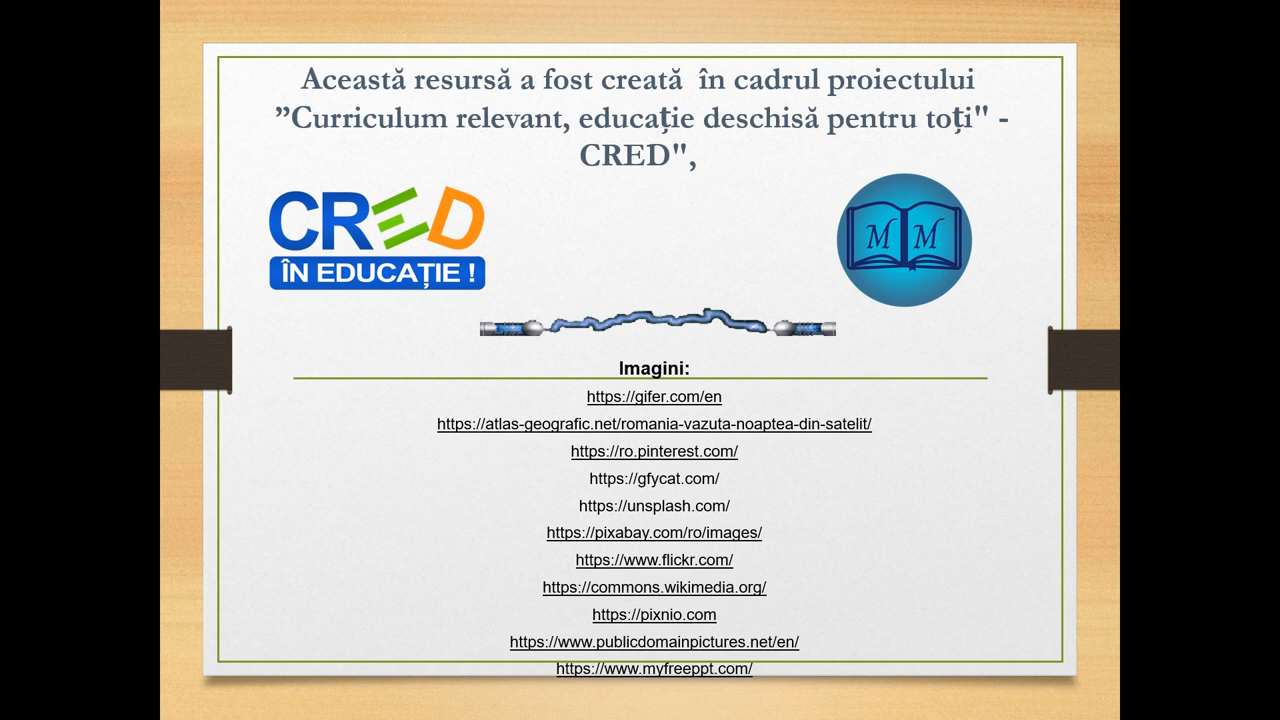 Această resursă a fost creată în cadrul proiectului
”Curriculum relevant, educație deschisă pentru toți" -
CRED",
CRED
ÎN EDUCAȚIE !
M M
Imagini:
https://gifer.com/en
https://atlas-geografic.net/romania-vazuta-noaptea-din-satelit/
https://ro.pinterest.com/
https://gfycat.com/
https://unsplash.com/
https://pixabay.com/ro/images/
https://www.flickr.com/
https://commons.wikimedia.org/
https://pixnio.com
https://www.publicdomainpictures.net/en/
https://www.myfreeppt.com/